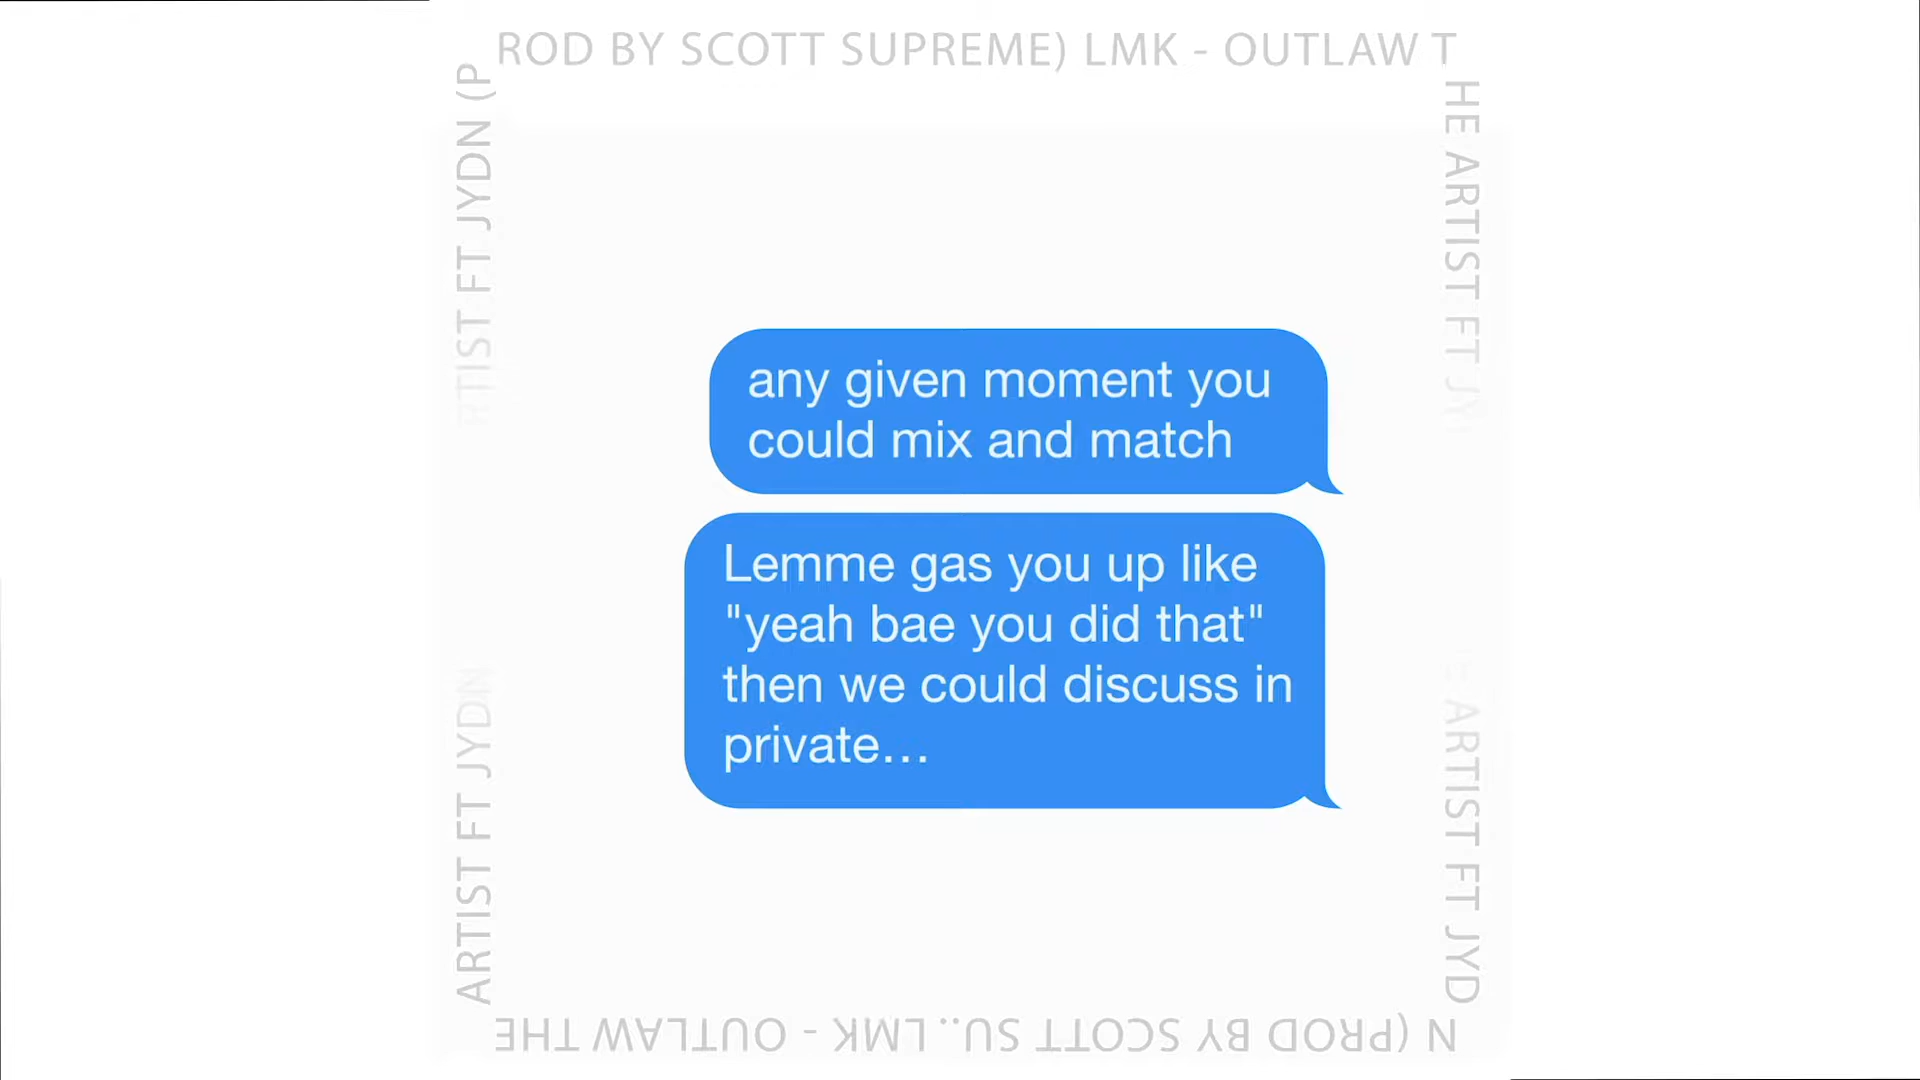 ROD BY SCOTT SUPREME) LMK - OUTLAW T
HE ARTIST FT JY
ARTIST FT JYD
N (PROD BY SCOTT SU.. LMK - OUTLAW THE
ARTIST FT JYDN
RTIST FT JYDN (P
any given moment you
could mix and match
Lemme gas you up like
"yeah bae you did that"
then we could discuss in
private...